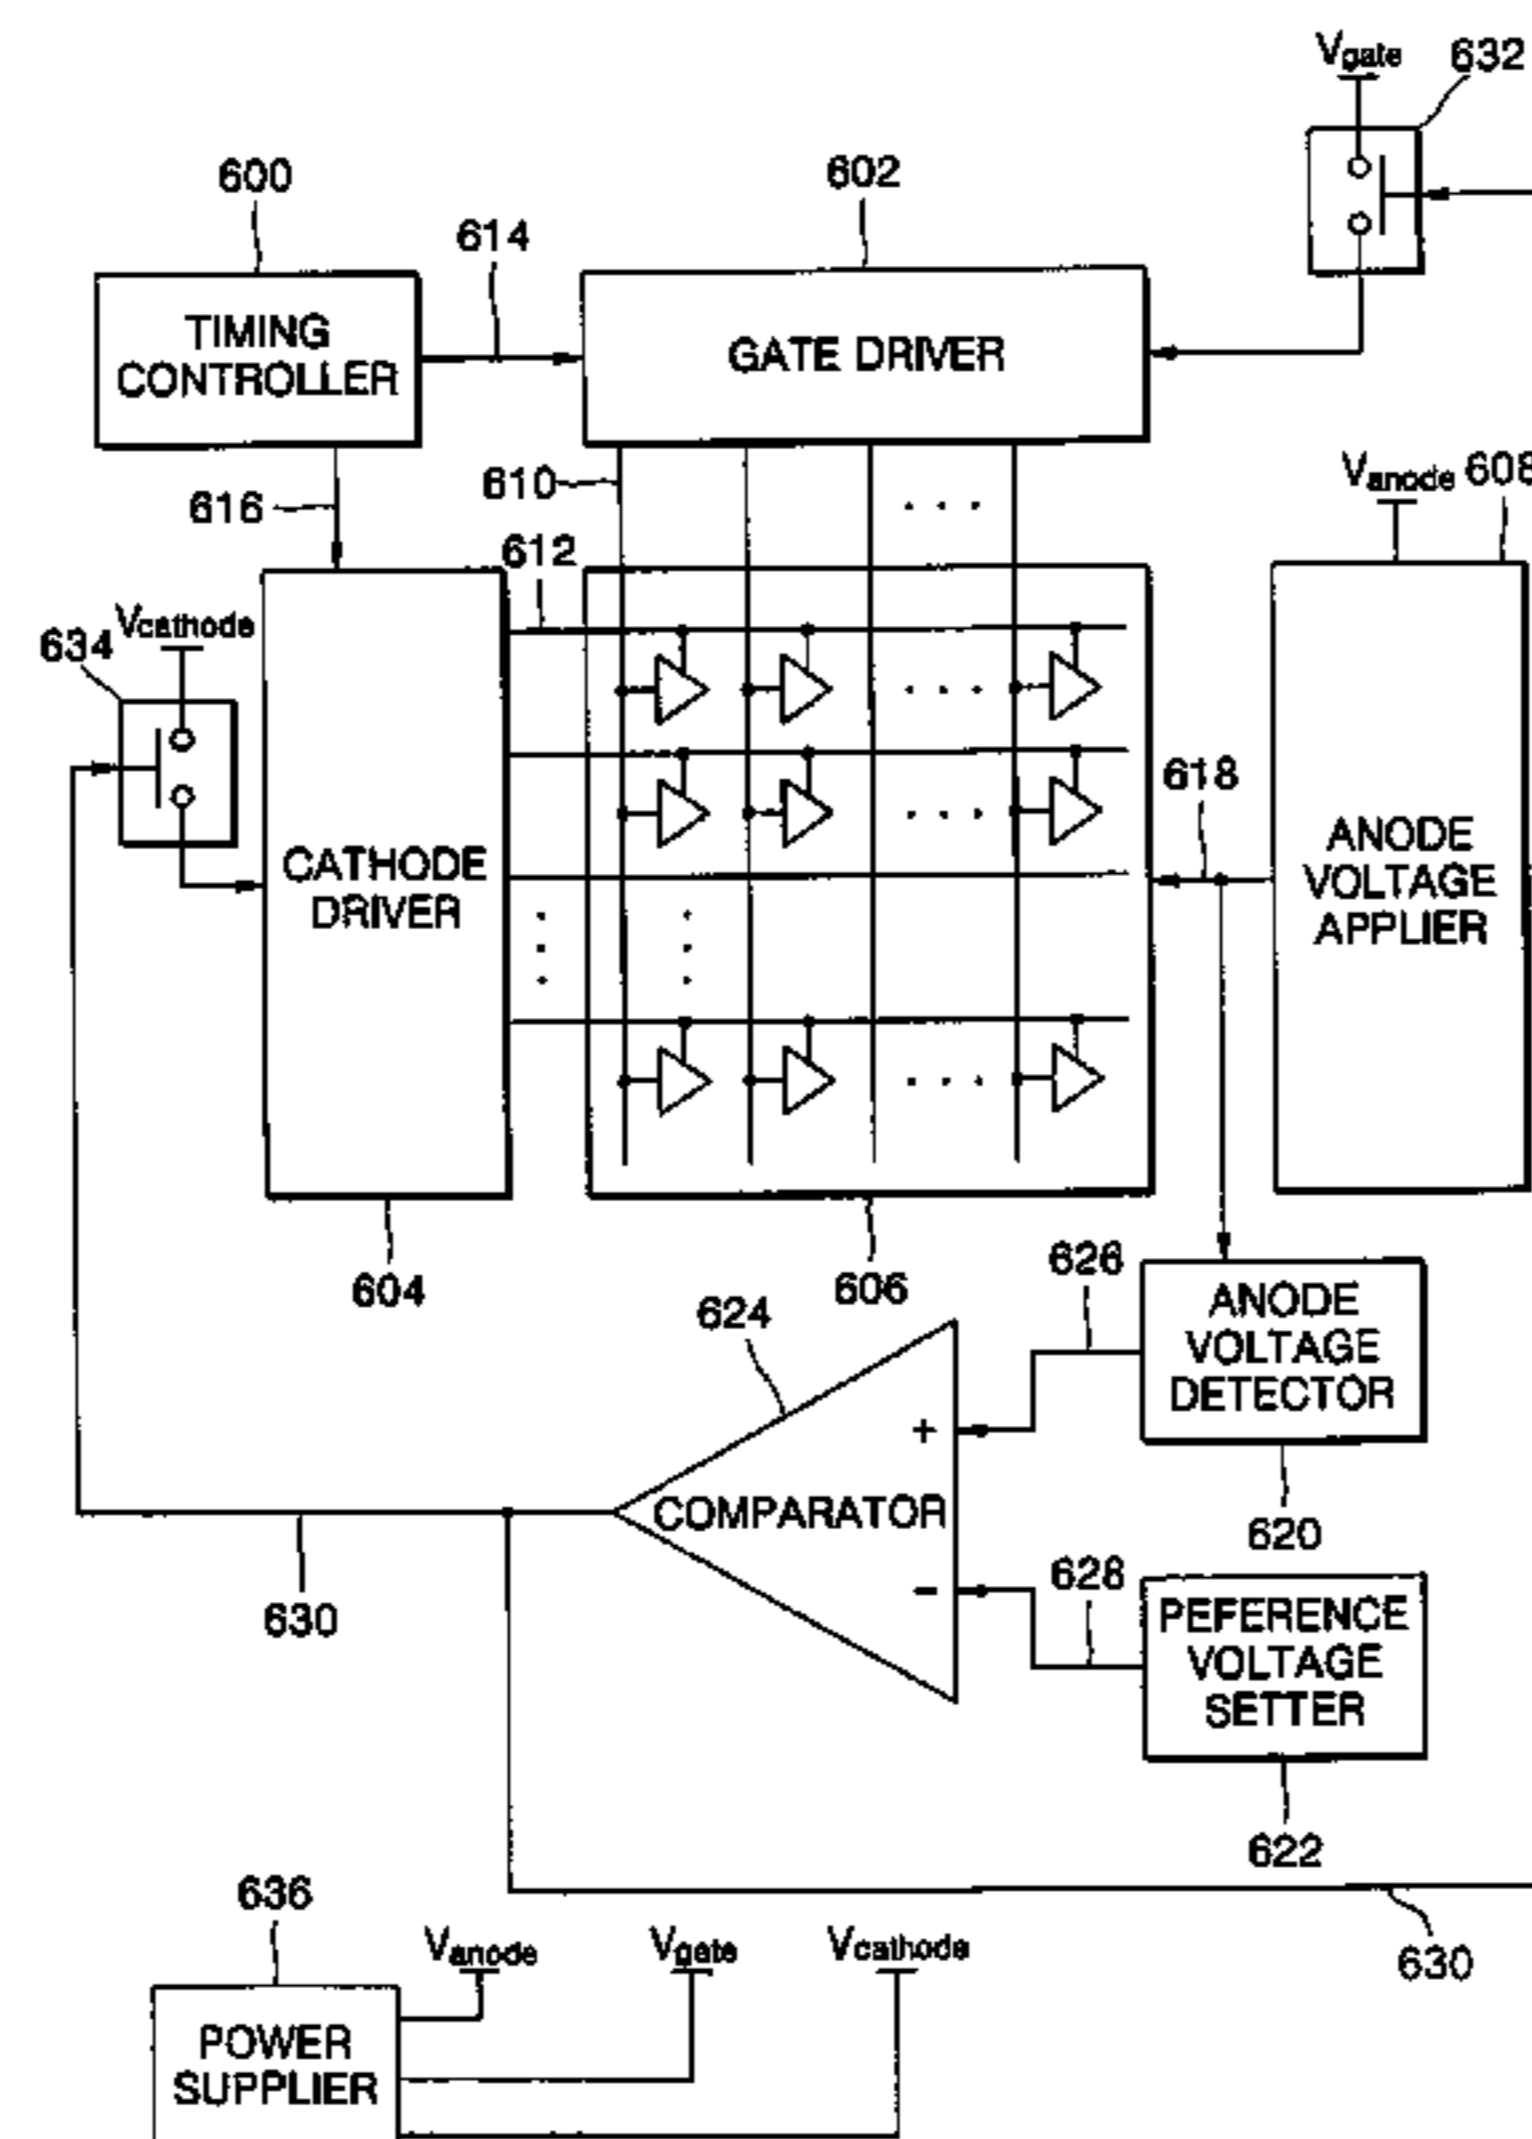 Vgate 632
600
602
614
TIMING
CONTROLLER
GATE DRIVER
610
Vanode 608
616
612
Vcathode
634
618
CATHODE
DRIVER
ANODE
VOLTAGE
APPLIER
604
606
626
624
ANODE
VOLTAGE
DETECTOR
+
COMPARATOR
620
-
628
630
PEFERENCE
VOLTAGE
SETTER
622
636
Vanode
Vgate
Vcathode
630
POWER
SUPPLIER